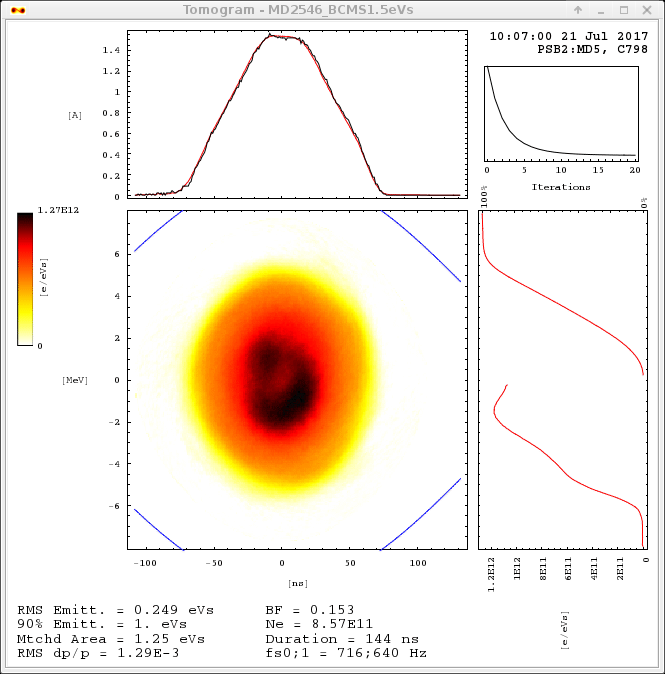 Tomogram - MD2546_BCMS1.5eVs
10:07:00 21 Jul 2017
PSB2:MD5, C798
[A]
1.4
1.2
1
0.8
0.6
0.4
0.2
0
0 5 10 15 20
Iterations
100% 0%
1.27E12
[e/eVs]
0
[MeV]
6
4
2
0
-2
-4
-6
-100 -50 0 50 100
[ns]
1.2E12 1E12 8E11 6E11 4E11 2E11 0
[e/eVs]
RMS Emitt. = 0.249 eVs
90% Emitt. = 1. eVs
Mtchd Area = 1.25 eVs
RMS dp/p = 1.29E-3
BF = 0.153
Ne = 8.57E11
Duration = 144 ns
fs0;1 = 716;640 Hz